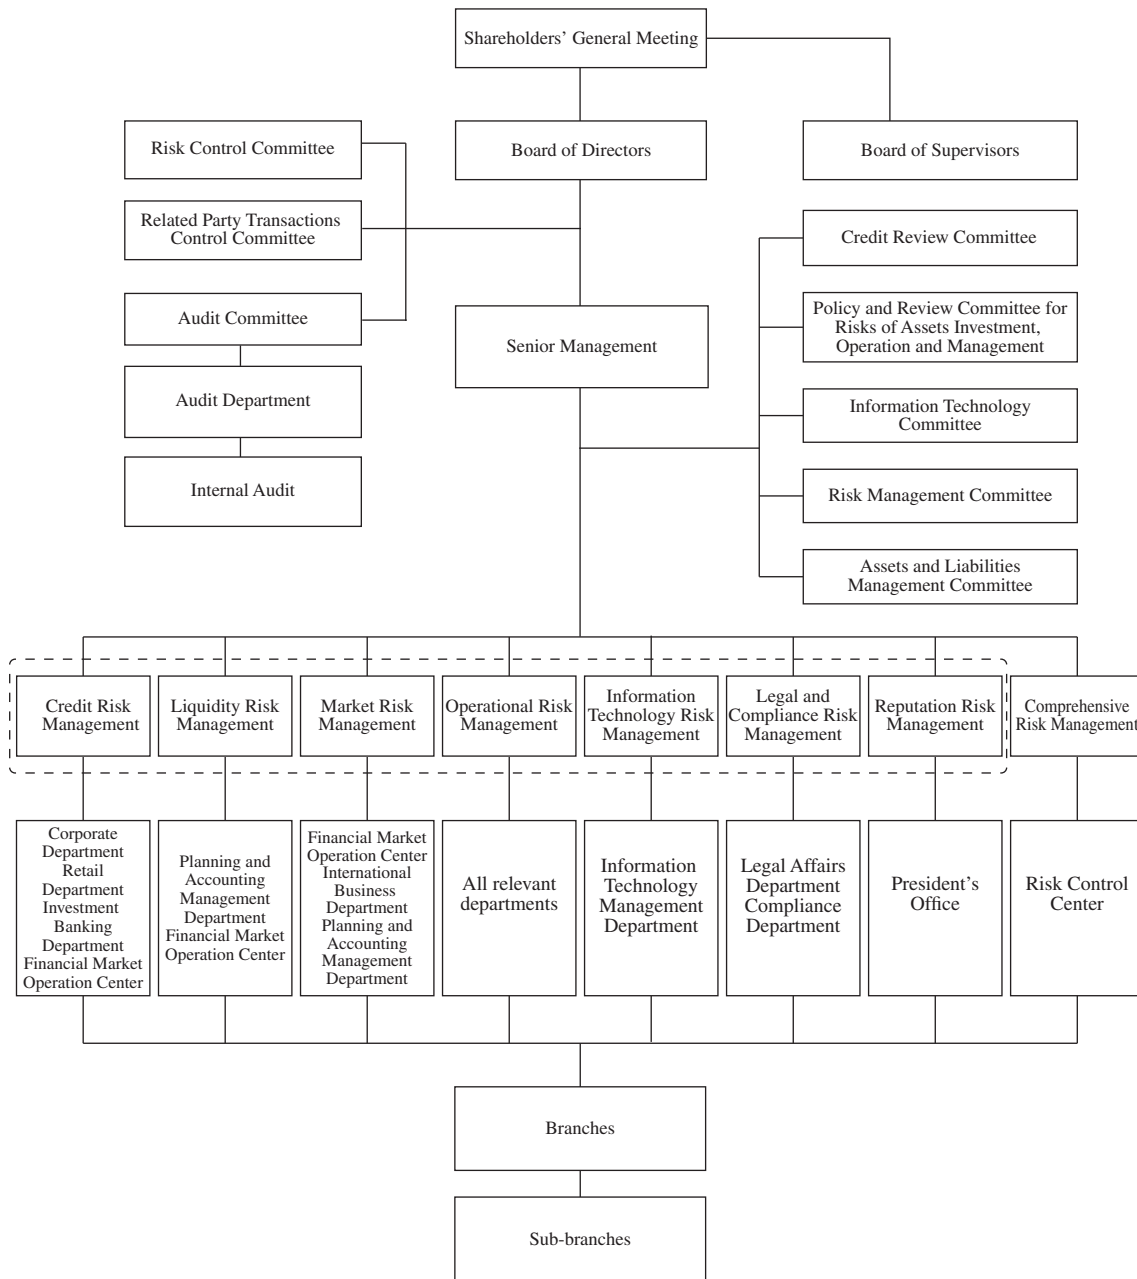 Shareholders' General Meeting
Risk Control Committee
Board of Directors
Board of Supervisors
Related Party Transactions
Control Committee
Credit Review Committee
Audit Committee
Senior Management
Policy and Review Committee for
Risks of Assets Investment,
Operation and Management
Audit Department
Information Technology
Committee
Internal Audit
Risk Management Committee
Assets and Liabilities
Management Committee
Credit Risk
Management
Liquidity Risk
Management
Market Risk
Management
Operational Risk
Management
Information
Technology Risk
Management
Legal and
Compliance Risk
Management
Reputation Risk
Management
Comprehensive
Risk Management
Corporate
Department
Retail
Department
Investment
Banking
Department
Financial Market
Operation Center
Planning and
Accounting
Management
Department
Financial Market
Operation Center
Financial Market
Operation Center
International
Business
Department
Planning and
Accounting
Management
Department
All relevant
departments
Information
Technology
Management
Department
Legal Affairs
Department
Compliance
Department
President's
Office
Risk Control
Center
Branches
Sub-branches